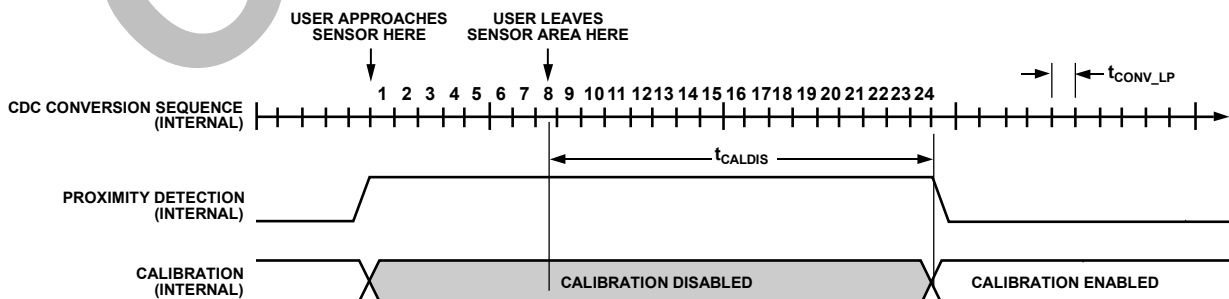 USER APPROACHES
SENSOR HERE
USER LEAVES
SENSOR AREA HERE
tCONV_LP
CDC CONVERSION SEQUENCE
(INTERNAL)
1 2 3 4 5 6 7 8 9 10 11 12 13 14 15 16 17 18 19 20 21 22 23 24
tCALDIS
PROXIMITY DETECTION
(INTERNAL)
CALIBRATION
(INTERNAL)
CALIBRATION DISABLED
CALIBRATION ENABLED